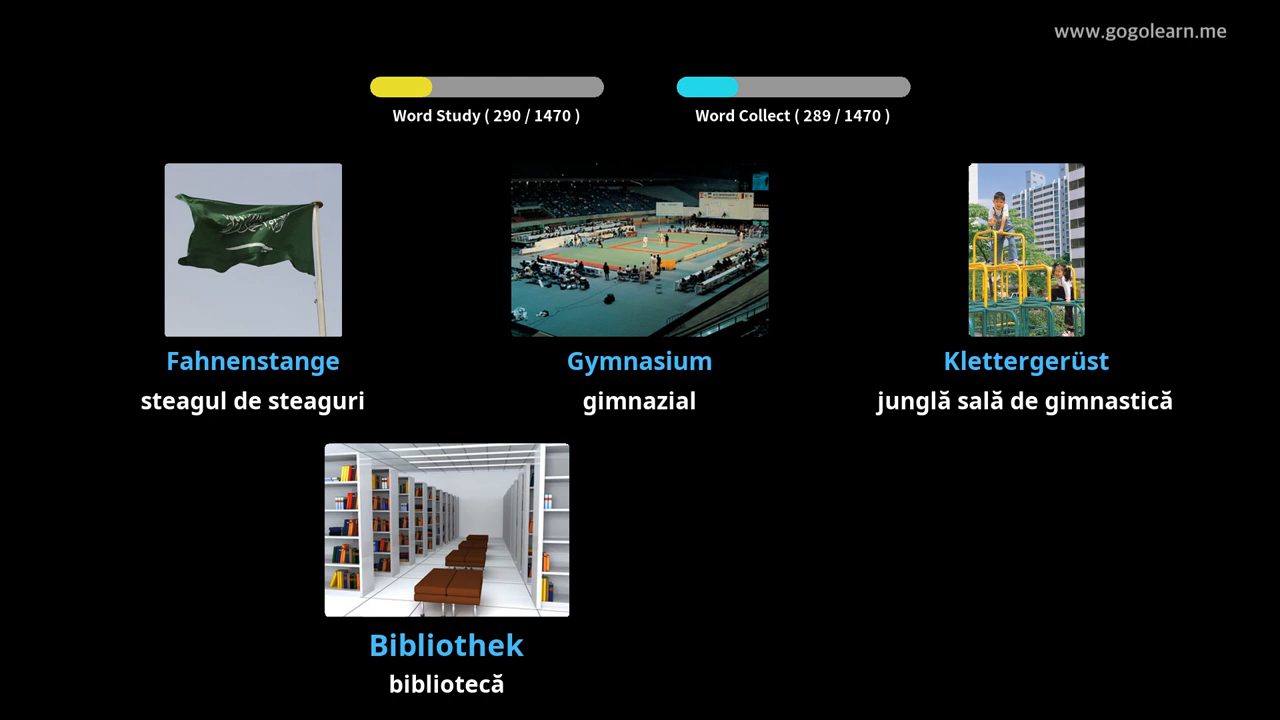 www.gogolearn.me
Word Study ( 290 / 1470 )
Word Collect ( 289 / 1470 )
Fahnenstange
Gymnasium
Klettergerüst
steagul de steaguri
gimnazial
junglă sală de gimnastică
Bibliothek
bibliotecă